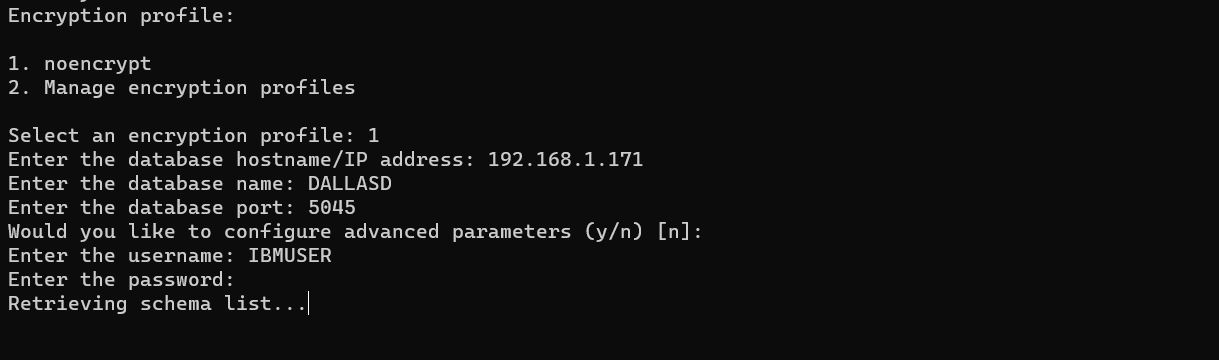 Encryption profile:
1. noencrypt
2. Manage encryption profiles
Select an encryption profile: 1
Enter the database hostname/IP address: 192.168.1.171
Enter the database name: DALLASD
Enter the database port: 5045
Would you like to configure advanced parameters (y/n) [n]:
Enter the username: IBMUSER
Enter the password:
Retrieving schema list...